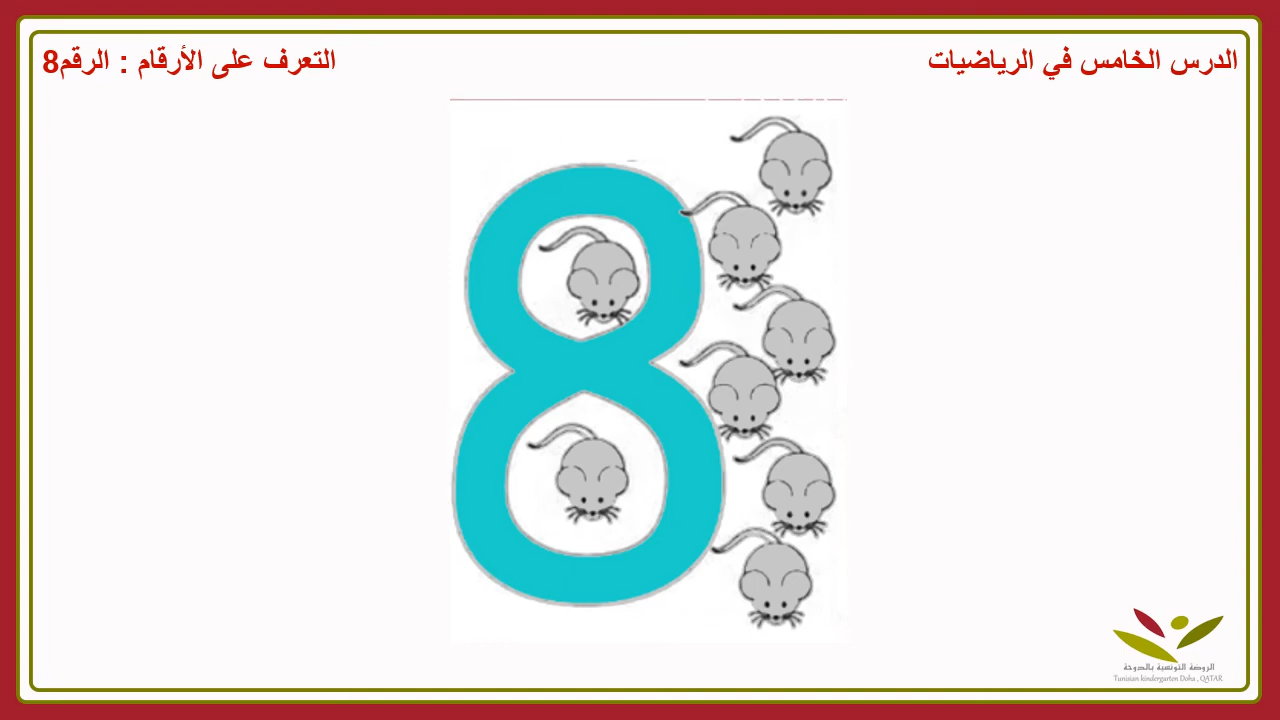 الدرس الخامس في الرياضيات
التعرف على الأرقام : الرقم8
8
الروضة التونسية بالدوحة
Tunisian kindergarten Doha , QATAR